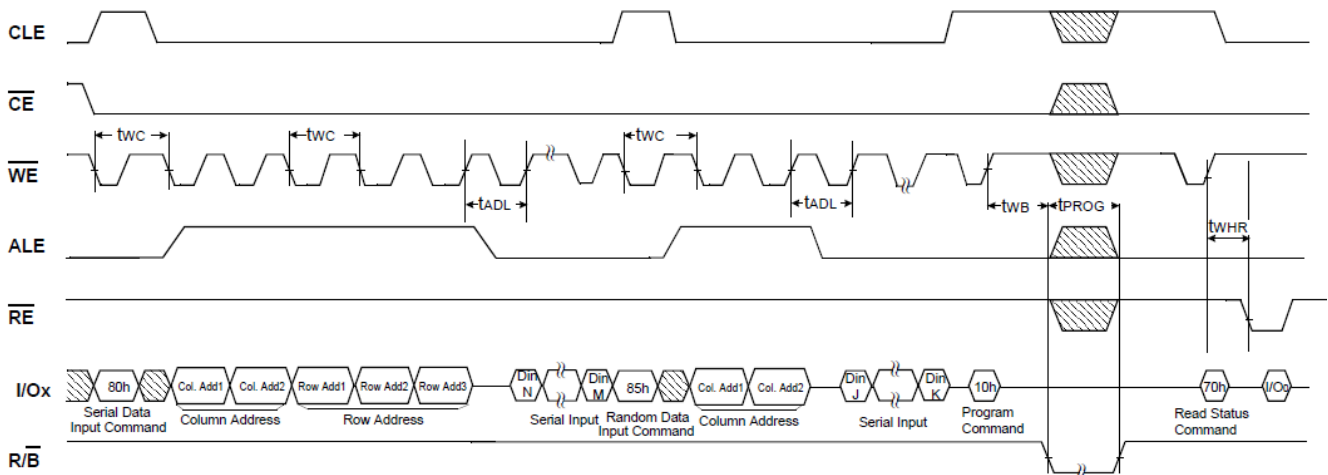 CLE
CE
tWC tWC tWC
WE
tADL tADL tWB tPROG
tWHR
ALE
RE
I/Ox 80h Col. Add1 Col. Add2 Row Add1 Row Add2 Row Add3 Din N Din M 85h Col. Add1 Col. Add2 Din J Din K 10h 70h I/O0
Serial Data Input Command Column Address Row Address Serial Input Random Data Input Command Column Address Serial Input Program Command Read Status Command
R/B